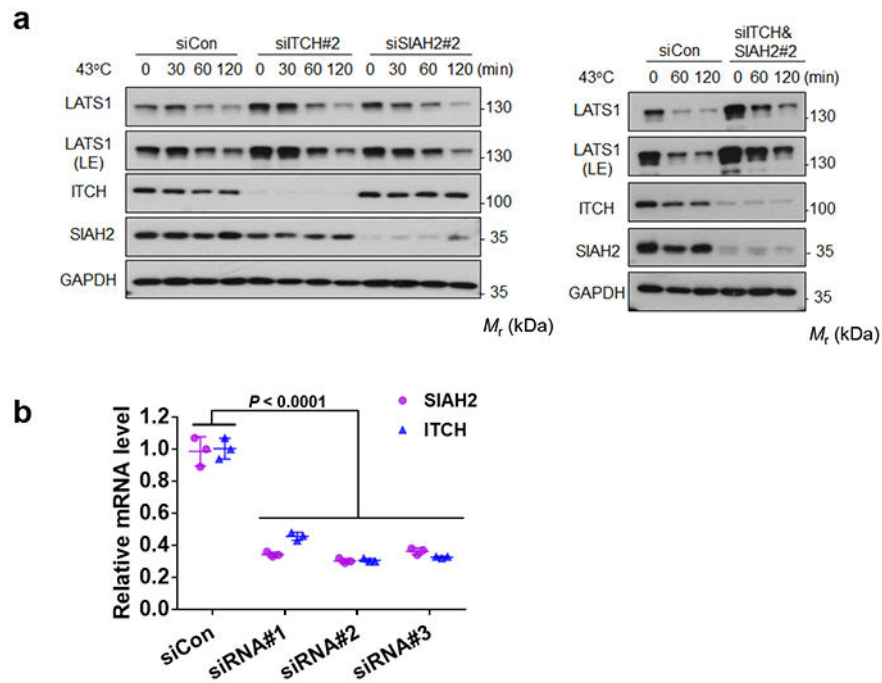 a
siCon siITCH#2 siSIAH2#2
43°C 0 30 60 120 0 30 60 120 0 30 60 120 (min)
LATS1
130
LATS1
(LE)
130
ITCH
100
SIAH2
35
GAPDH
35
Mr (kDa)
siITCH&
siCon SIAH2#2
43°C 0 60 120 0 60 120 (min)
LATS1
130
LATS1
(LE)
130
ITCH
100
SIAH2
35
GAPDH
35
Mr (kDa)
b
P < 0.0001
SIAH2
ITCH
Relative mRNA level
1.2
1.0
0.8
0.6
0.4
0.2
0.0
siCon
siRNA#1
siRNA#2
siRNA#3